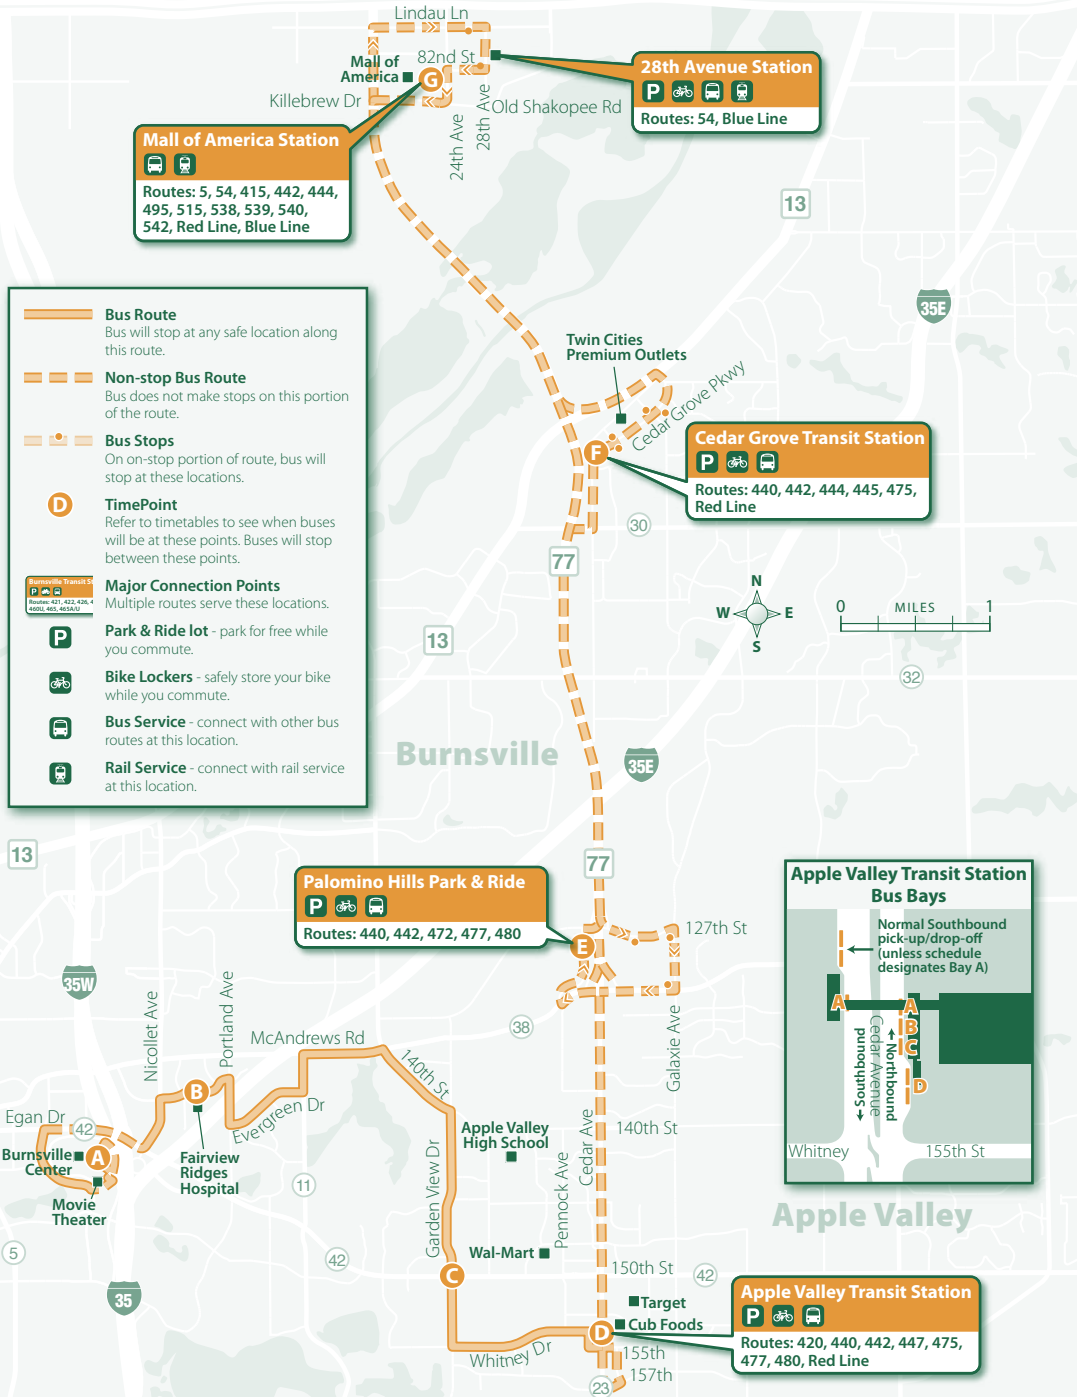 Lindau Ln
82nd St
Mall of
America
G
Killebrew Dr
24th Ave
28th Ave
Old Shakopee Rd
28th Avenue Station
P
Routes: 54, Blue Line
Mall of America Station
Routes: 5, 54, 415, 442, 444,
495, 515, 538, 539, 540,
542, Red Line, Blue Line
13
35E
Bus Route
Bus will stop at any safe location along
this route.
Non-stop Bus Route
Bus does not make stops on this portion
of the route.
Bus Stops
On on-stop portion of route, bus will
stop at these locations.
D
TimePoint
Refer to timetables to see when buses
will be at these points. Buses will stop
between these points.
Burnsville Transit St
P
Routes: 421, 422, 426, 4
460U, 465, 465A/U
Major Connection Points
Multiple routes serve these locations.
P
Park & Ride lot - park for free while
you commute.
Bike Lockers - safely store your bike
while you commute.
Bus Service - connect with other bus
routes at this location.
Rail Service - connect with rail service
at this location.
Twin Cities
Premium Outlets
Cedar Grove Pkwy
F
Cedar Grove Transit Station
P
Routes: 440, 442, 444, 445, 475,
Red Line
30
77
N
W
E
S
0
MILES
1
13
32
Burnsville
35E
13
77
Palomino Hills Park & Ride
P
Routes: 440, 442, 472, 477, 480
E
127th St
Galaxie Ave
38
35W
Nicollet Ave
Portland Ave
McAndrews Rd
140th St
B
Evergreen Dr
Egan Dr
42
Burnsville
Center
A
Movie
Theater
Fairview
Ridges
Hospital
11
5
42
35
Garden View Dr
Apple Valley
High School
Pennock Ave
Cedar Ave
140th St
Wal-Mart
C
150th St
42
Target
Cub Foods
D
Whitney Dr
155th
157th
23
Apple Valley Transit Station
Bus Bays
Normal Southbound
pick-up/drop-off
(unless schedule
designates Bay A)
A
A
B
C
D
Southbound
Cedar Avenue
Northbound
Whitney
155th St
Apple Valley
Apple Valley Transit Station
P
Routes: 420, 440, 442, 447, 475,
477, 480, Red Line